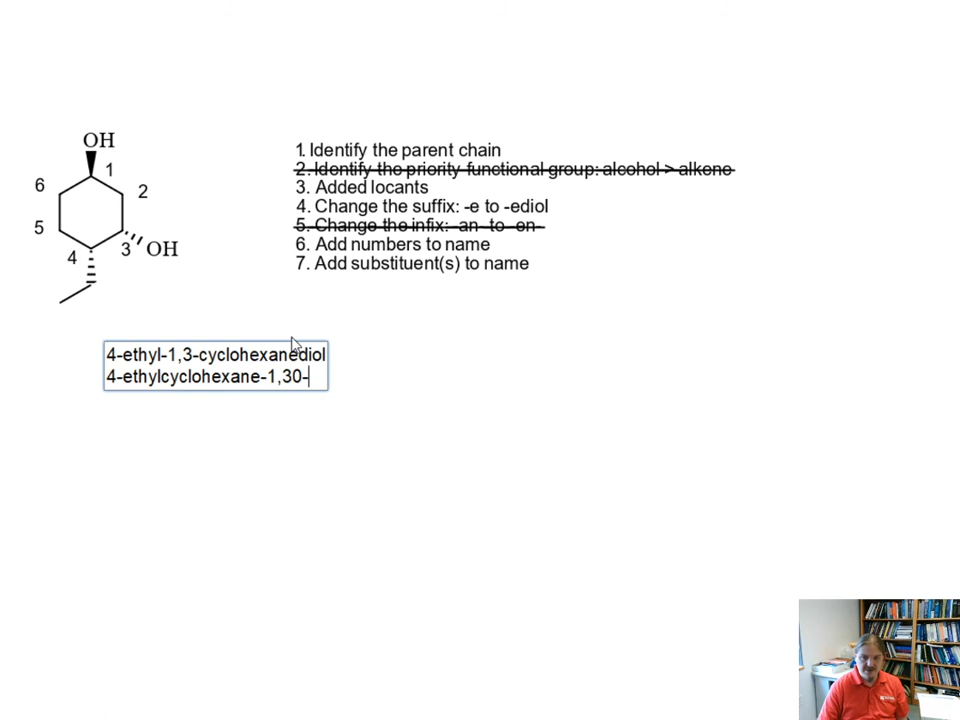 OH
1
6
2
5
4
3
OH
1. Identify the parent chain
2. Identify the priority functional group: alcohol > alkene
3. Added locants
4. Change the suffix: -e to -ediol
5. Change the infix: -an- to -en-
6. Add numbers to name
7. Add substituent(s) to name
4-ethyl-1,3-cyclohexanediol
4-ethylcyclohexane-1,30-